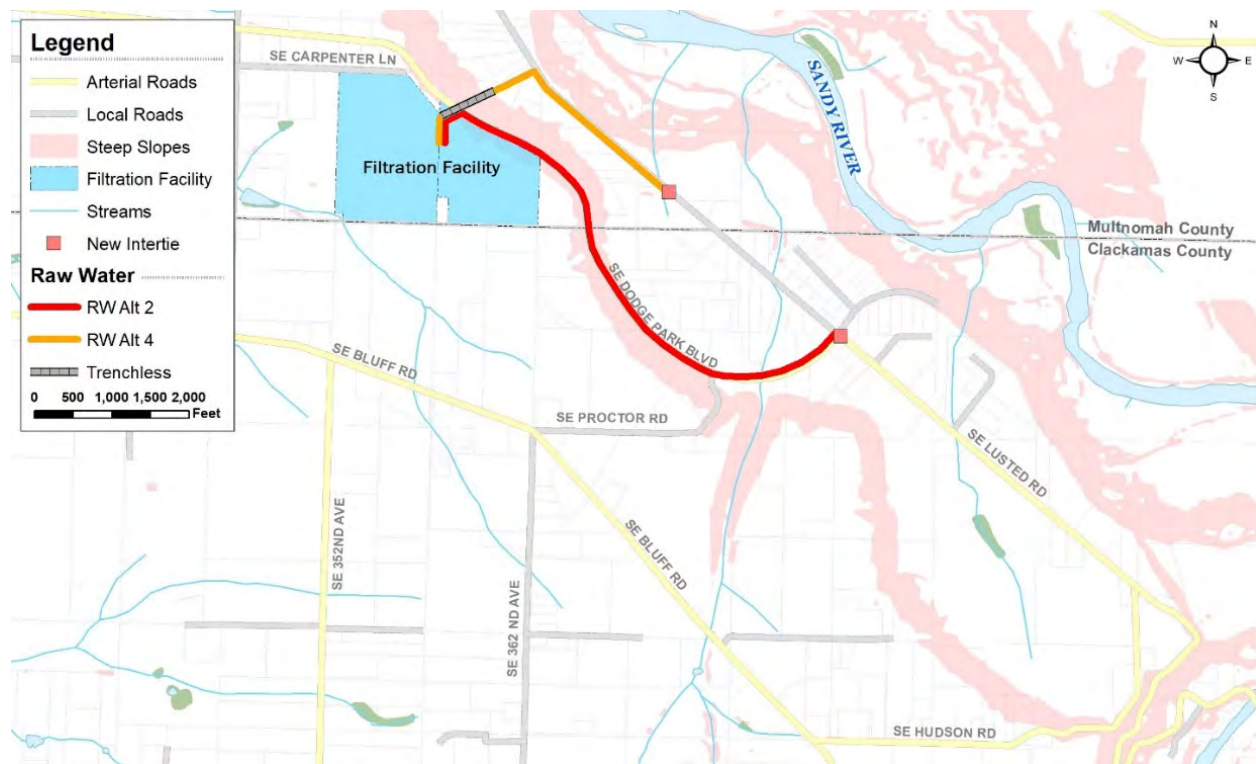 Legend
Arterial Roads
Local Roads
Steep Slopes
Filtration Facility
Streams
New Intertie
Raw Water
RW Alt 2
RW Alt 4
Trenchless
0 500 1,000 1,500 2,000
Feet
SE CARPENTER LN
Filtration Facility
SANDY RIVER
N
W E
S
Multnomah County
Clackamas County
SE DODGE PARK BLVD
SE BLUFF RD
SE PROCTOR RD
SE LUSTED RD
SE 352ND AVE
SE 362 ND AVE
SE BLUFF RD
SE HUDSON RD